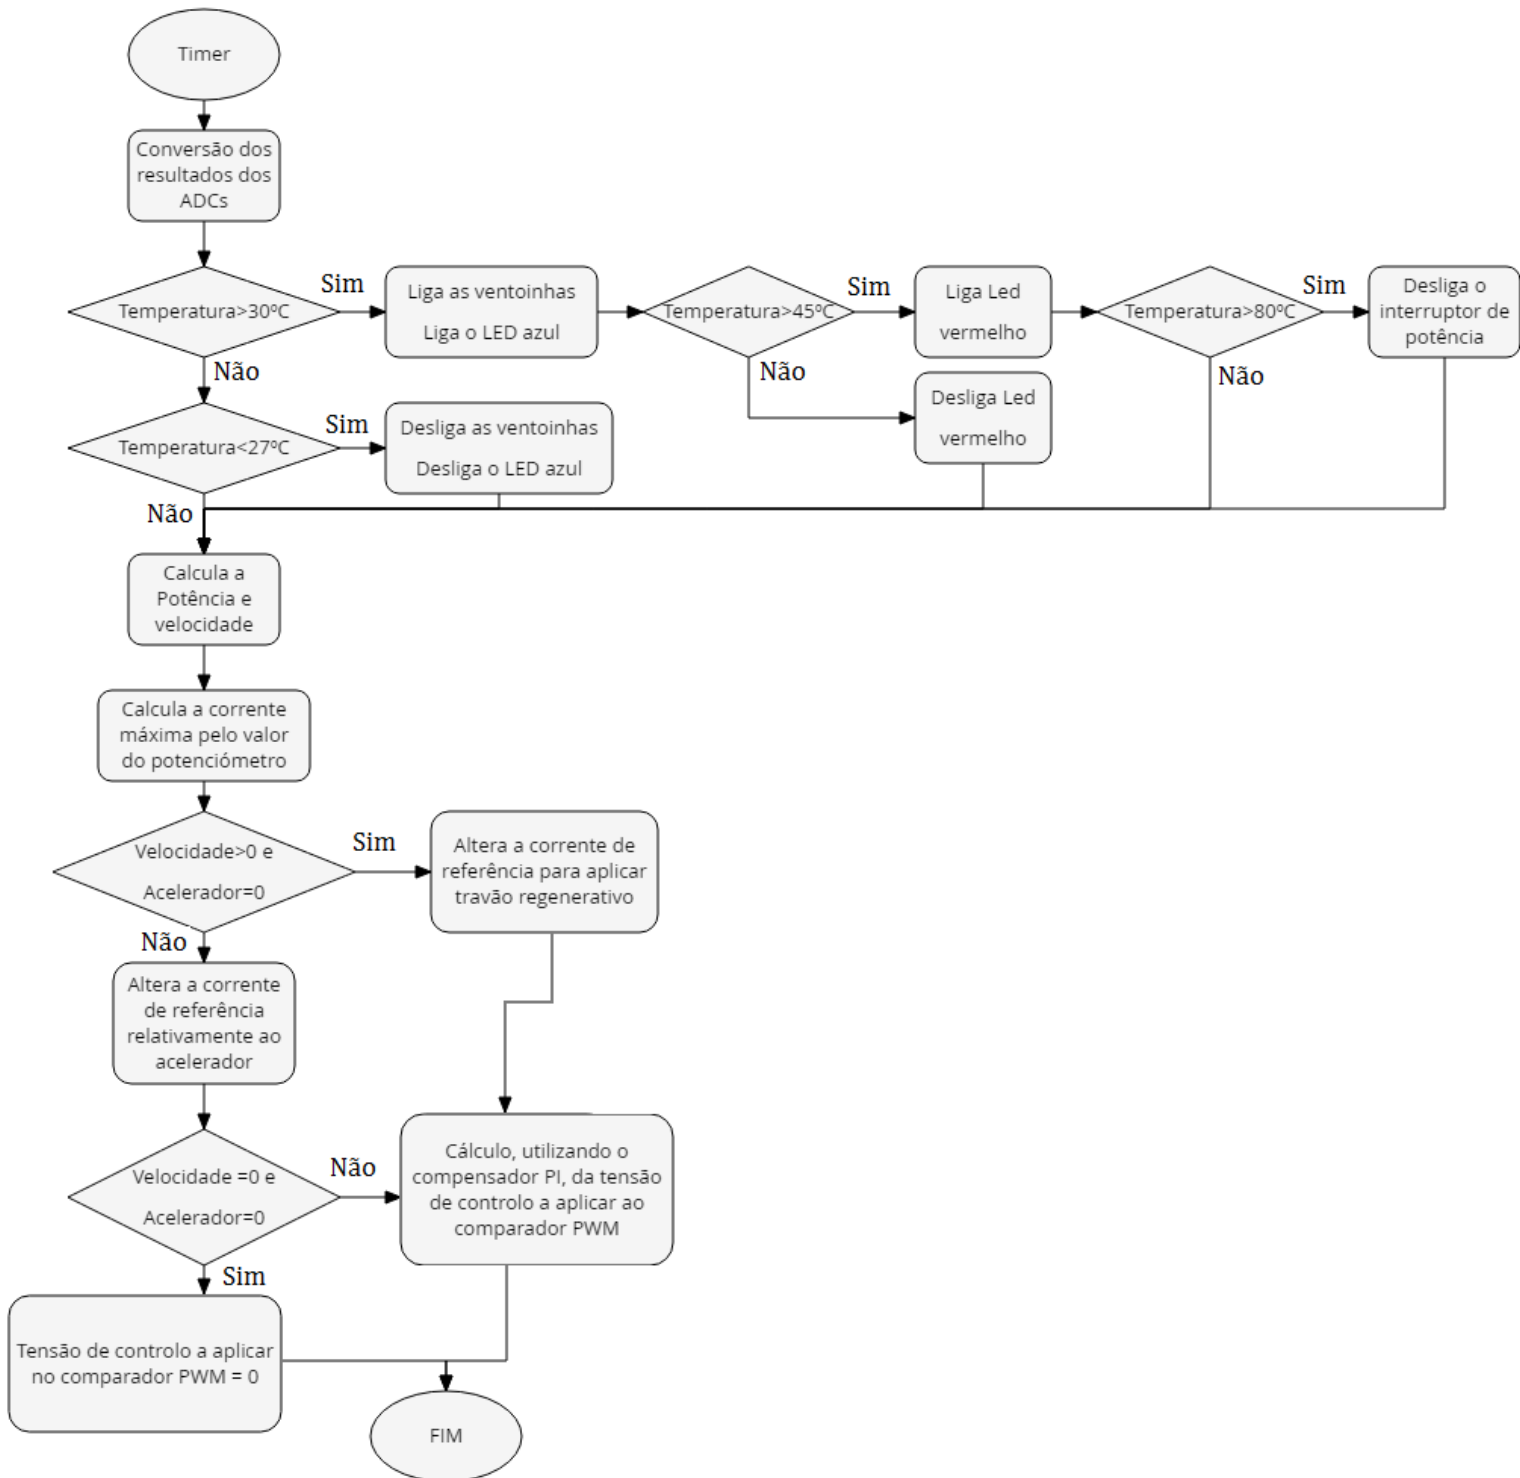 Timer
Conversão dos
resultados dos
ADCs
Temperatura>30ºC
Sim
Liga as ventoinhas
Liga o LED azul
Temperatura>45ºC
Sim
Liga Led
vermelho
Temperatura>80ºC
Sim
Desliga o
interruptor de
potência
Não
Não
Não
Temperatura<27ºC
Sim
Desliga as ventoinhas
Desliga o LED azul
Desliga Led
vermelho
Não
Calcula a
Potência e
velocidade
Calcula a corrente
máxima pelo valor
do potenciómetro
Velocidade>0 e
Acelerador=0
Sim
Altera a corrente de
referência para aplicar
travão regenerativo
Não
Altera a corrente
de referência
relativamente ao
acelerador
Velocidade =0 e
Acelerador=0
Não
Cálculo, utilizando o
compensador PI, da tensão
de controlo a aplicar ao
comparador PWM
Sim
Tensão de controlo a aplicar
no comparador PWM = 0
FIM